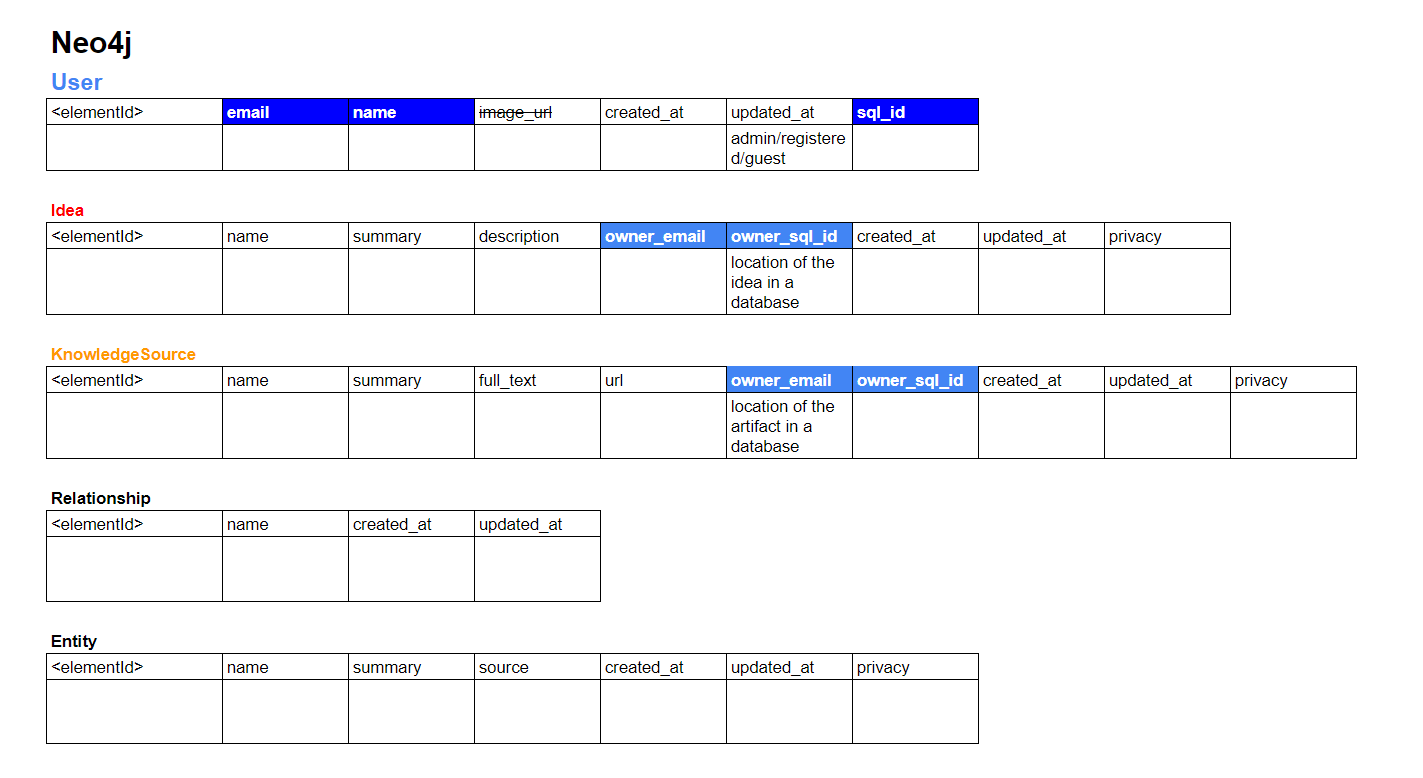 Neo4j
User
<elementId> email name image_url created_at updated_at sql_id
admin/registere
d/guest
Idea
<elementId> name summary description owner_email owner_sql_id created_at updated_at privacy
location of the
idea in a
database
KnowledgeSource
<elementId> name summary full_text url owner_email owner_sql_id created_at updated_at privacy
location of the
artifact in a
database
Relationship
<elementId> name created_at updated_at
Entity
<elementId> name summary source created_at updated_at privacy